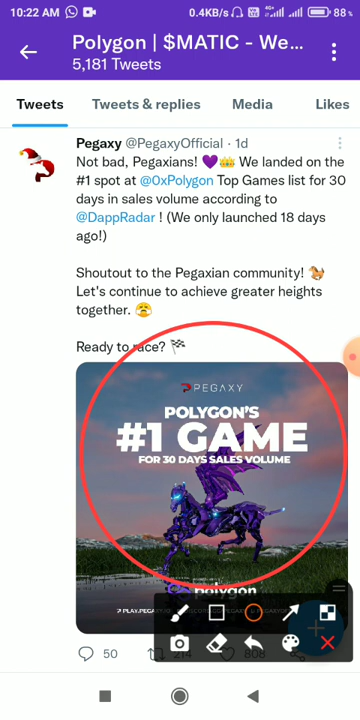 10:22 AM 0.4KB/s 4G+ 88%
Polygon | $MATIC - We...
5,181 Tweets
Tweets Tweets & replies Media Likes
Pegaxy @PegaxyOfficial · 1d
Not bad, Pegaxians! 💜👑 We landed on the
#1 spot at @0xPolygon Top Games list for 30
days in sales volume according to
@DappRadar ! (We only launched 18 days
ago!)
Shoutout to the Pegaxian community! 🐎
Let's continue to achieve greater heights
together. 😤
Ready to race? 🏁
PEGAXY
POLYGON'S
#1 GAME
FOR 30 DAYS SALES VOLUME
polygon
50 214 808